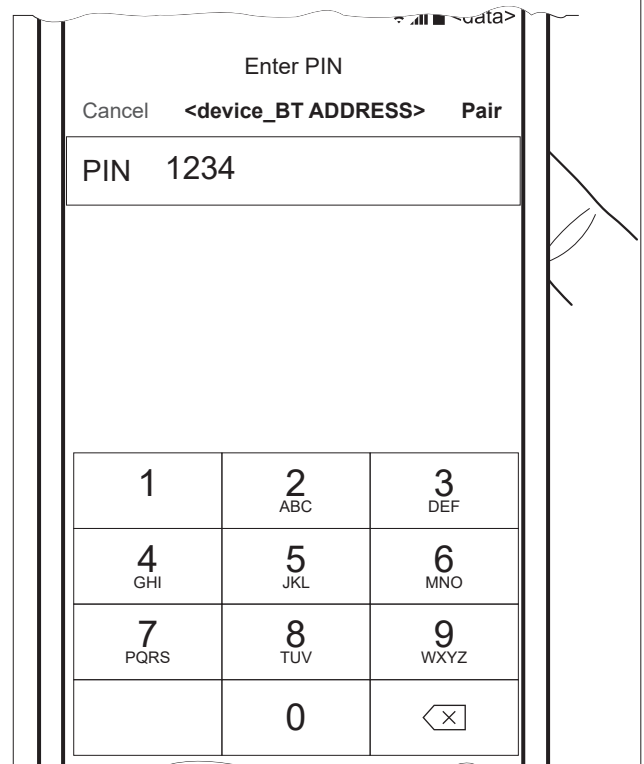 <data>
Enter PIN
Cancel <device_BT ADDRESS> Pair
PIN 1234
1 2 3
ABC DEF
4 5 6
GHI JKL MNO
7 8 9
PQRS TUV WXYZ
0